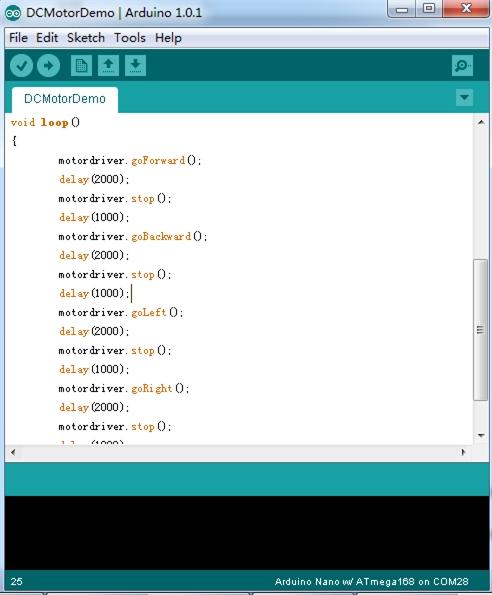 DCMotorDemo | Arduino 1.0.1
File Edit Sketch Tools Help
DCMotorDemo
void loop()
{
motordriver.goForward();
delay(2000);
motordriver.stop();
delay(1000);
motordriver.goBackward();
delay(2000);
motordriver.stop();
delay(1000);
motordriver.goLeft();
delay(2000);
motordriver.stop();
delay(1000);
motordriver.goRight();
delay(2000);
motordriver.stop();
25
Arduino Nano w/ ATmega168 on COM28